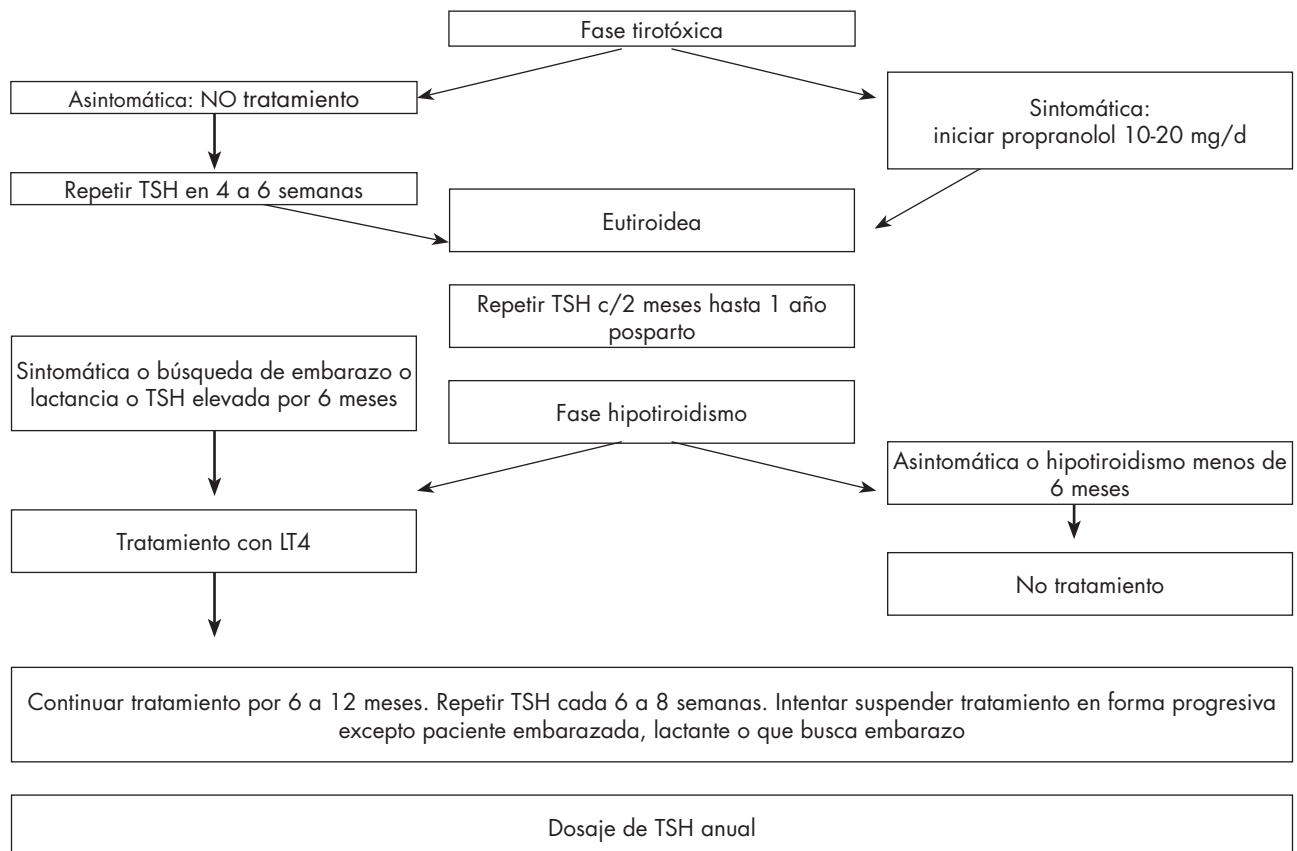 Fase tirotóxica
Asintomática: NO tratamiento
Sintomática:
iniciar propranolol 10-20 mg/d
Repetir TSH en 4 a 6 semanas
Eutiroidea
Repetir TSH c/2 meses hasta 1 año
posparto
Sintomática o búsqueda de embarazo o
lactancia o TSH elevada por 6 meses
Fase hipotiroidismo
Asintomática o hipotiroidismo menos de
6 meses
Tratamiento con LT4
No tratamiento
Continuar tratamiento por 6 a 12 meses. Repetir TSH cada 6 a 8 semanas. Intentar suspender tratamiento en forma progresiva
excepto paciente embarazada, lactante o que busca embarazo
Dosaje de TSH anual